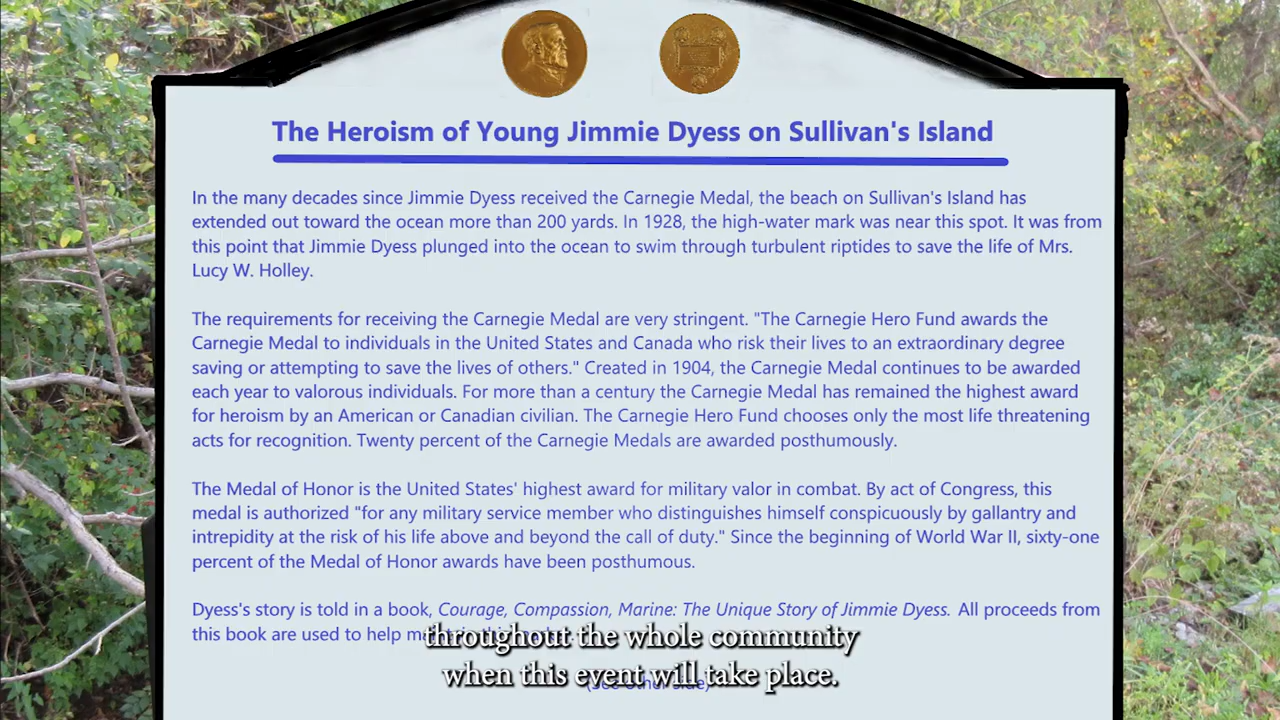 The Heroism of Young Jimmie Dyess on Sullivan's Island
In the many decades since Jimmie Dyess received the Carnegie Medal, the beach on Sullivan's Island has
extended out toward the ocean more than 200 yards. In 1928, the high-water mark was near this spot. It was from
this point that Jimmie Dyess plunged into the ocean to swim through turbulent riptides to save the life of Mrs.
Lucy W. Holley.
The requirements for receiving the Carnegie Medal are very stringent. "The Carnegie Hero Fund awards the
Carnegie Medal to individuals in the United States and Canada who risk their lives to an extraordinary degree
saving or attempting to save the lives of others." Created in 1904, the Carnegie Medal continues to be awarded
each year to valorous individuals. For more than a century the Carnegie Medal has remained the highest award
for heroism by an American or Canadian civilian. The Carnegie Hero Fund chooses only the most life threatening
acts for recognition. Twenty percent of the Carnegie Medals are awarded posthumously.
The Medal of Honor is the United States' highest award for military valor in combat. By act of Congress, this
medal is authorized "for any military service member who distinguishes himself conspicuously by gallantry and
intrepidity at the risk of his life above and beyond the call of duty." Since the beginning of World War II, sixty-one
percent of the Medal of Honor awards have been posthumous.
Dyess's story is told in a book, Courage, Compassion, Marine: The Unique Story of Jimmie Dyess. All proceeds from
this book are used to help
throughout the whole community
when this event will take place.
(See other side)